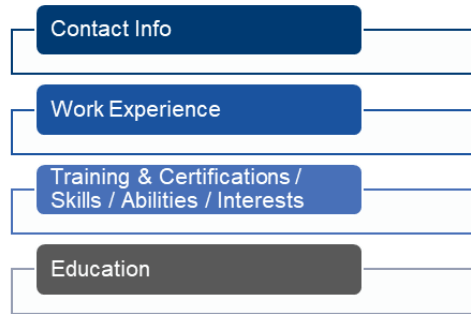 Contact Info
Work Experience
Training & Certifications /
Skills / Abilities / Interests
Education